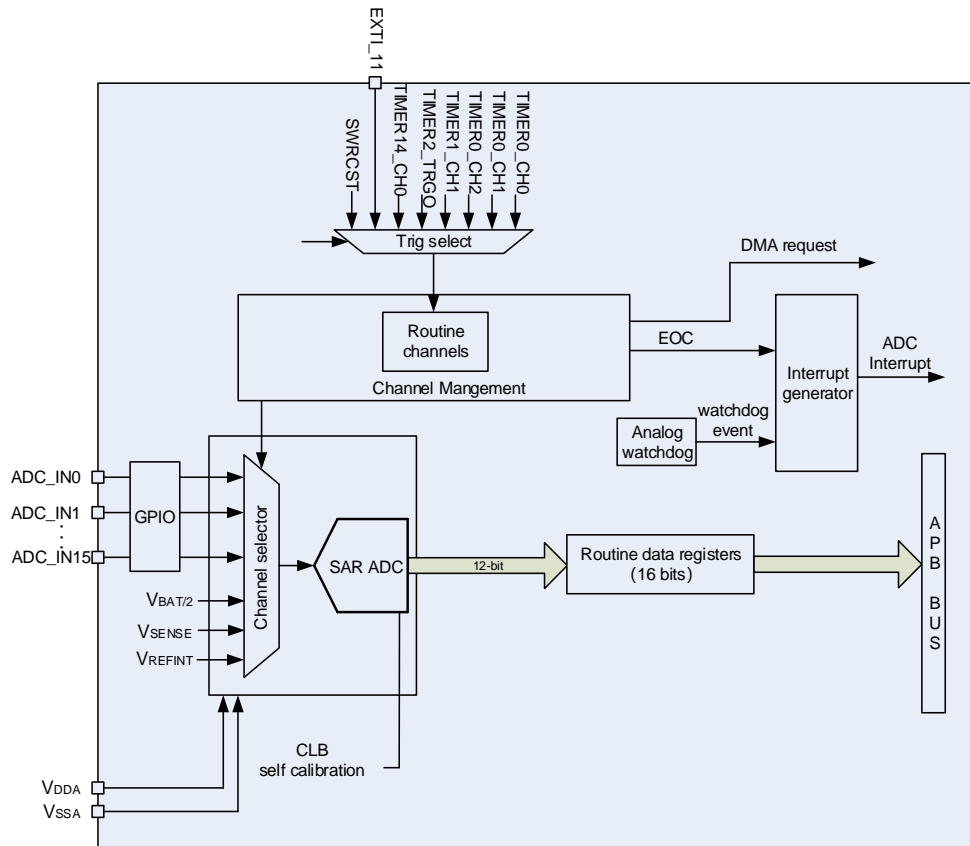 EXTI_11
SWRCST
TIMER14_CH0
TIMER2_TRGO
TIMER1_CH1
TIMER0_CH2
TIMER0_CH1
TIMER0_CH0
Trig select
DMA request
Routine
channels
Channel Mangement
EOC
Interrupt
generator
ADC
Interrupt
Analog
watchdog
watchdog
event
ADC_IN0
ADC_IN1
ADC_IN15
GPIO
VBAT/2
VSENSE
VREFINT
Channel selector
SAR ADC
12-bit
Routine data registers
(16 bits)
APB BUS
CLB
self calibration
VDDA
VSSA